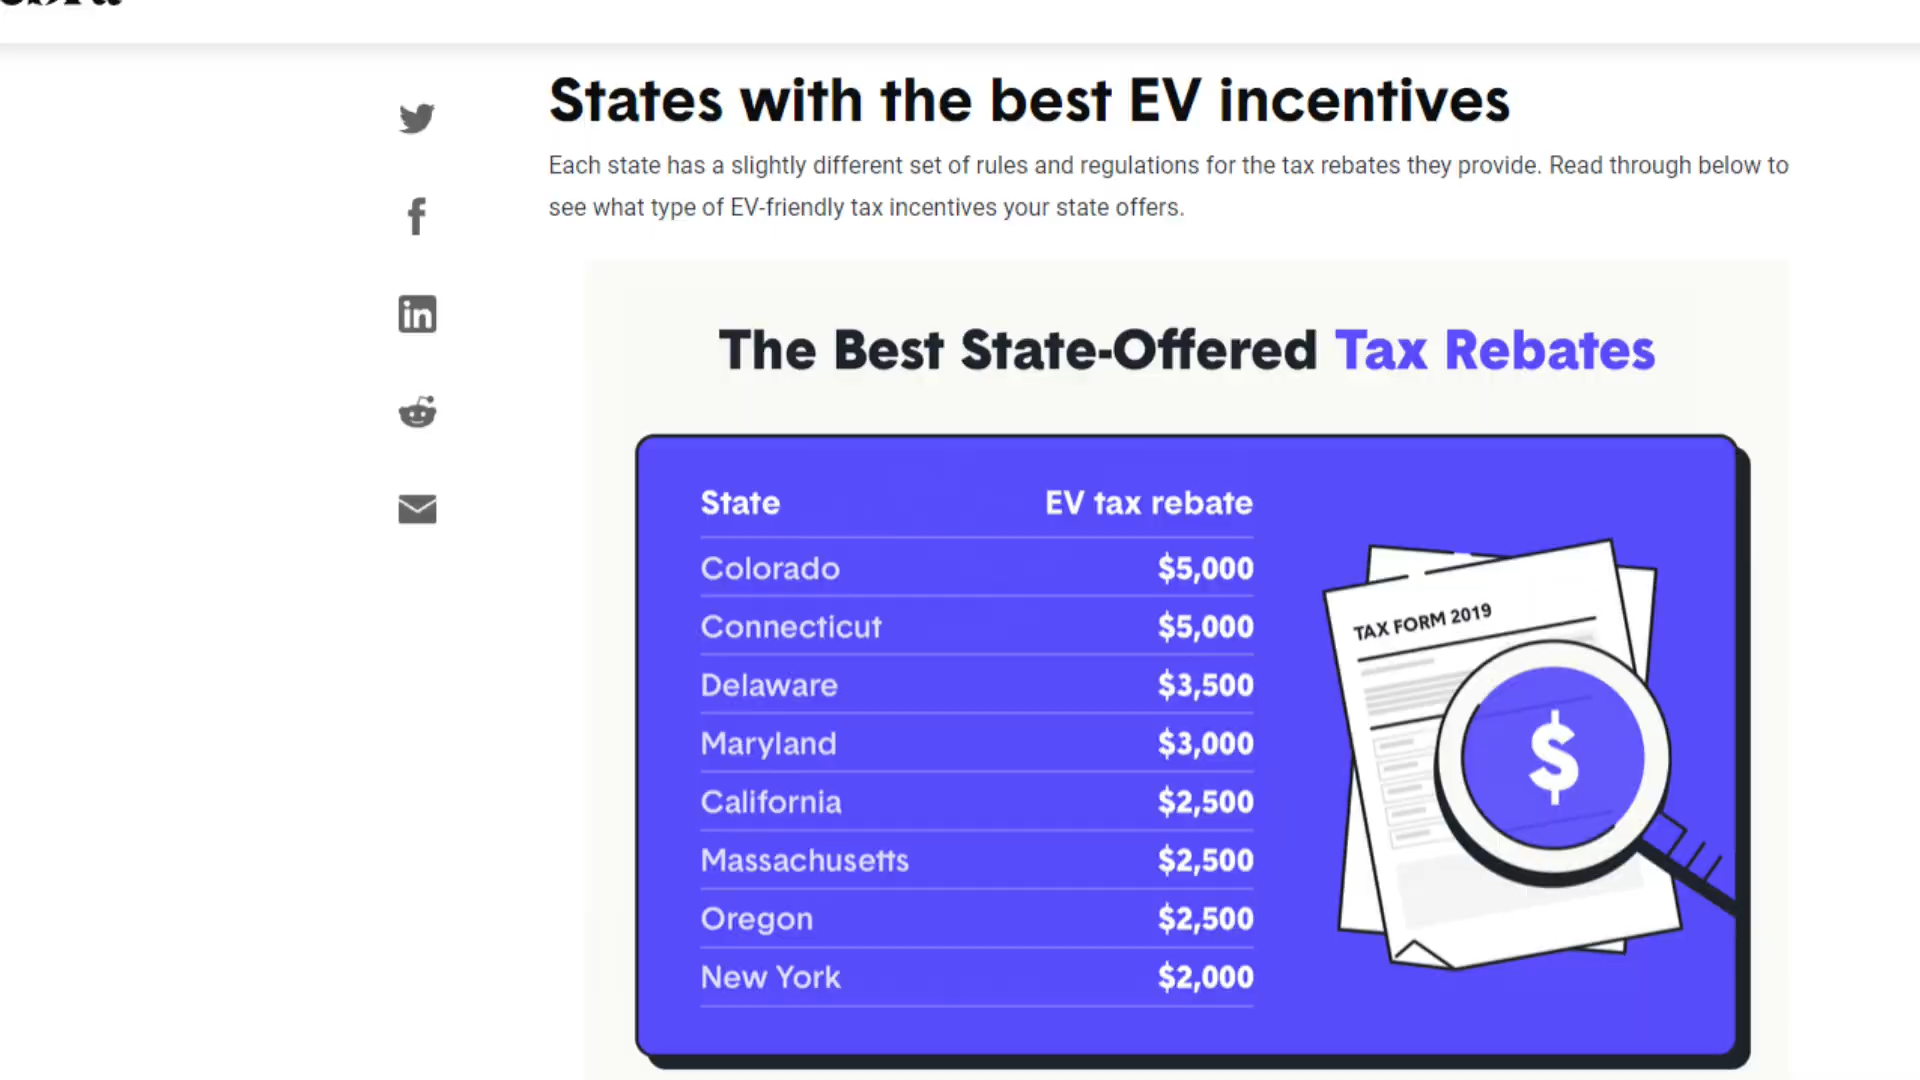 States with the best EV incentives
Each state has a slightly different set of rules and regulations for the tax rebates they provide. Read through below to
see what type of EV-friendly tax incentives your state offers.
The Best State-Offered Tax Rebates
State EV tax rebate
Colorado $5,000
Connecticut $5,000
Delaware $3,500
Maryland $3,000
California $2,500
Massachusetts $2,500
Oregon $2,500
New York $2,000
TAX FORM 2019
$